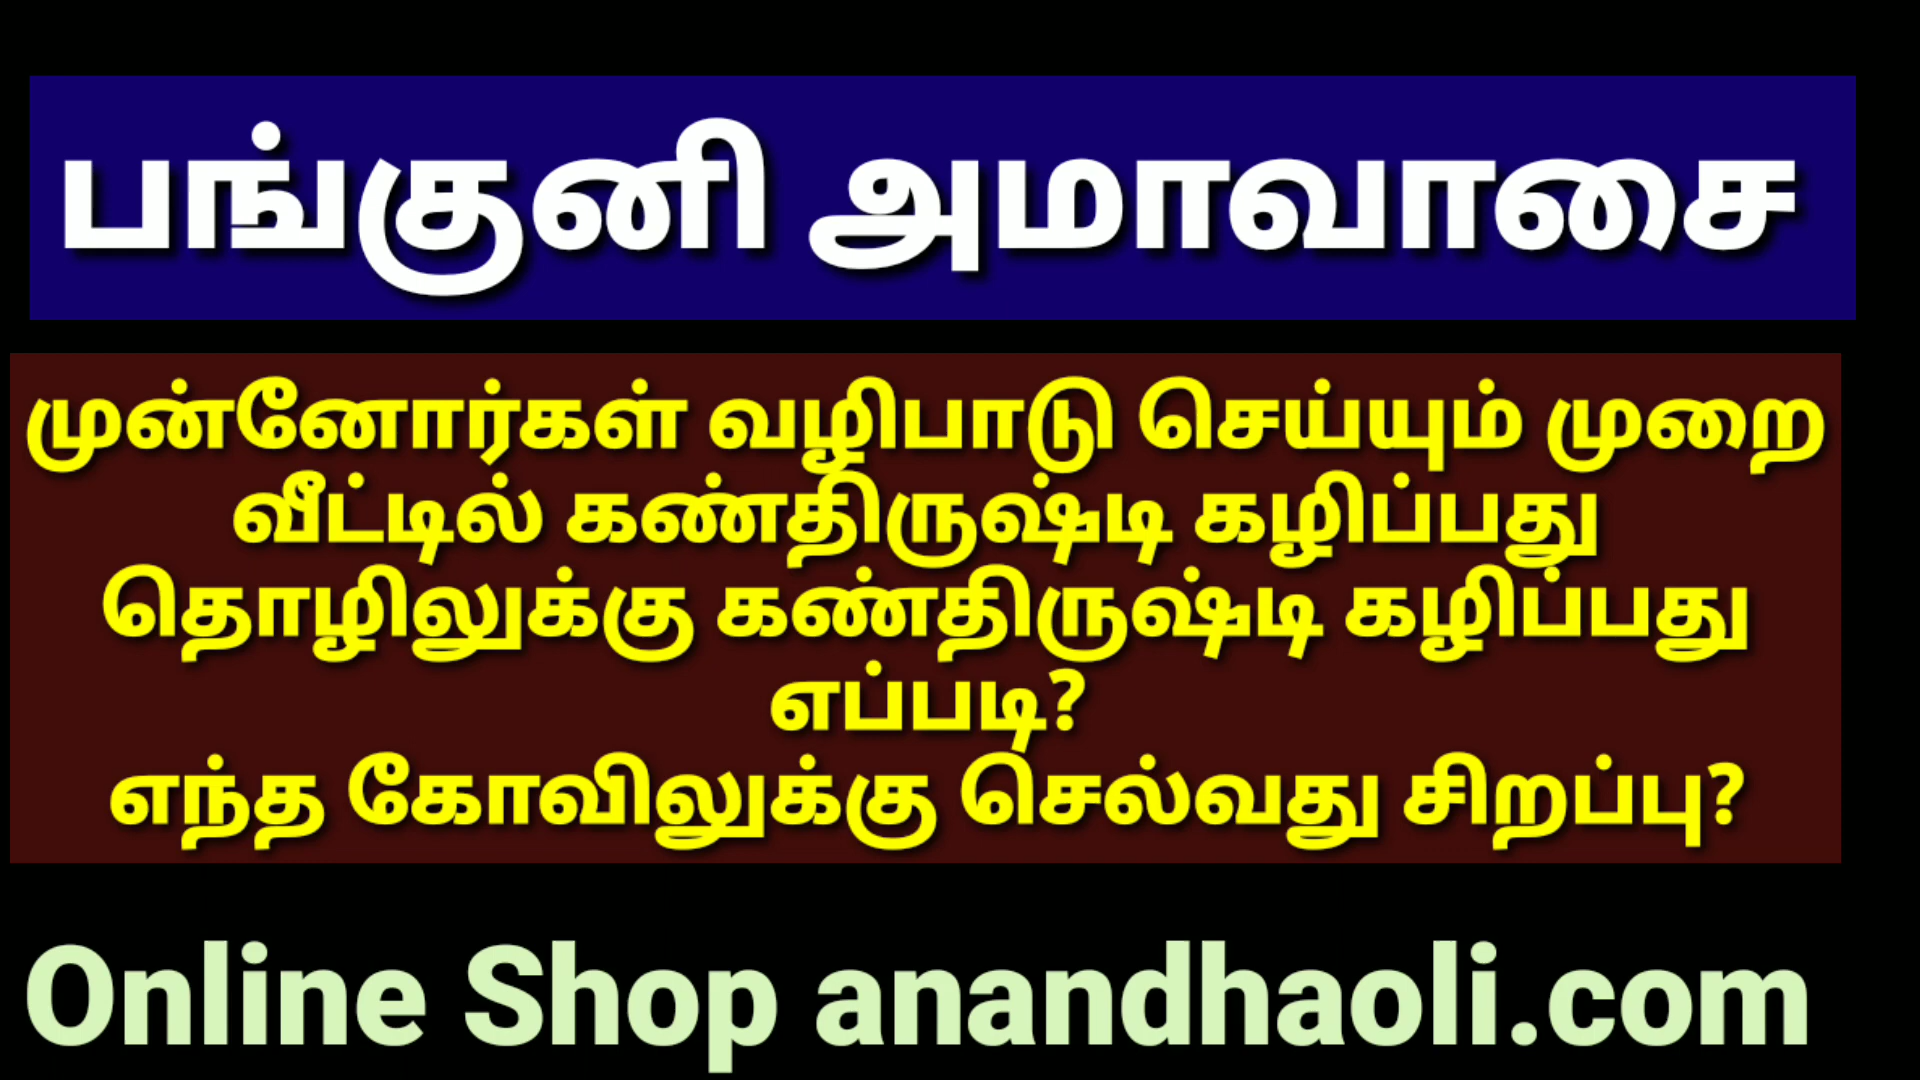 பங்குனி அமாவாசை
முன்னோர்கள் வழிபாடு செய்யும் முறை
வீட்டில் கண்திருஷ்டி கழிப்பது
தொழிலுக்கு கண்திருஷ்டி கழிப்பது
எப்படி?
எந்த கோவிலுக்கு செல்வது சிறப்பு?
Online Shop anandhaoli.com